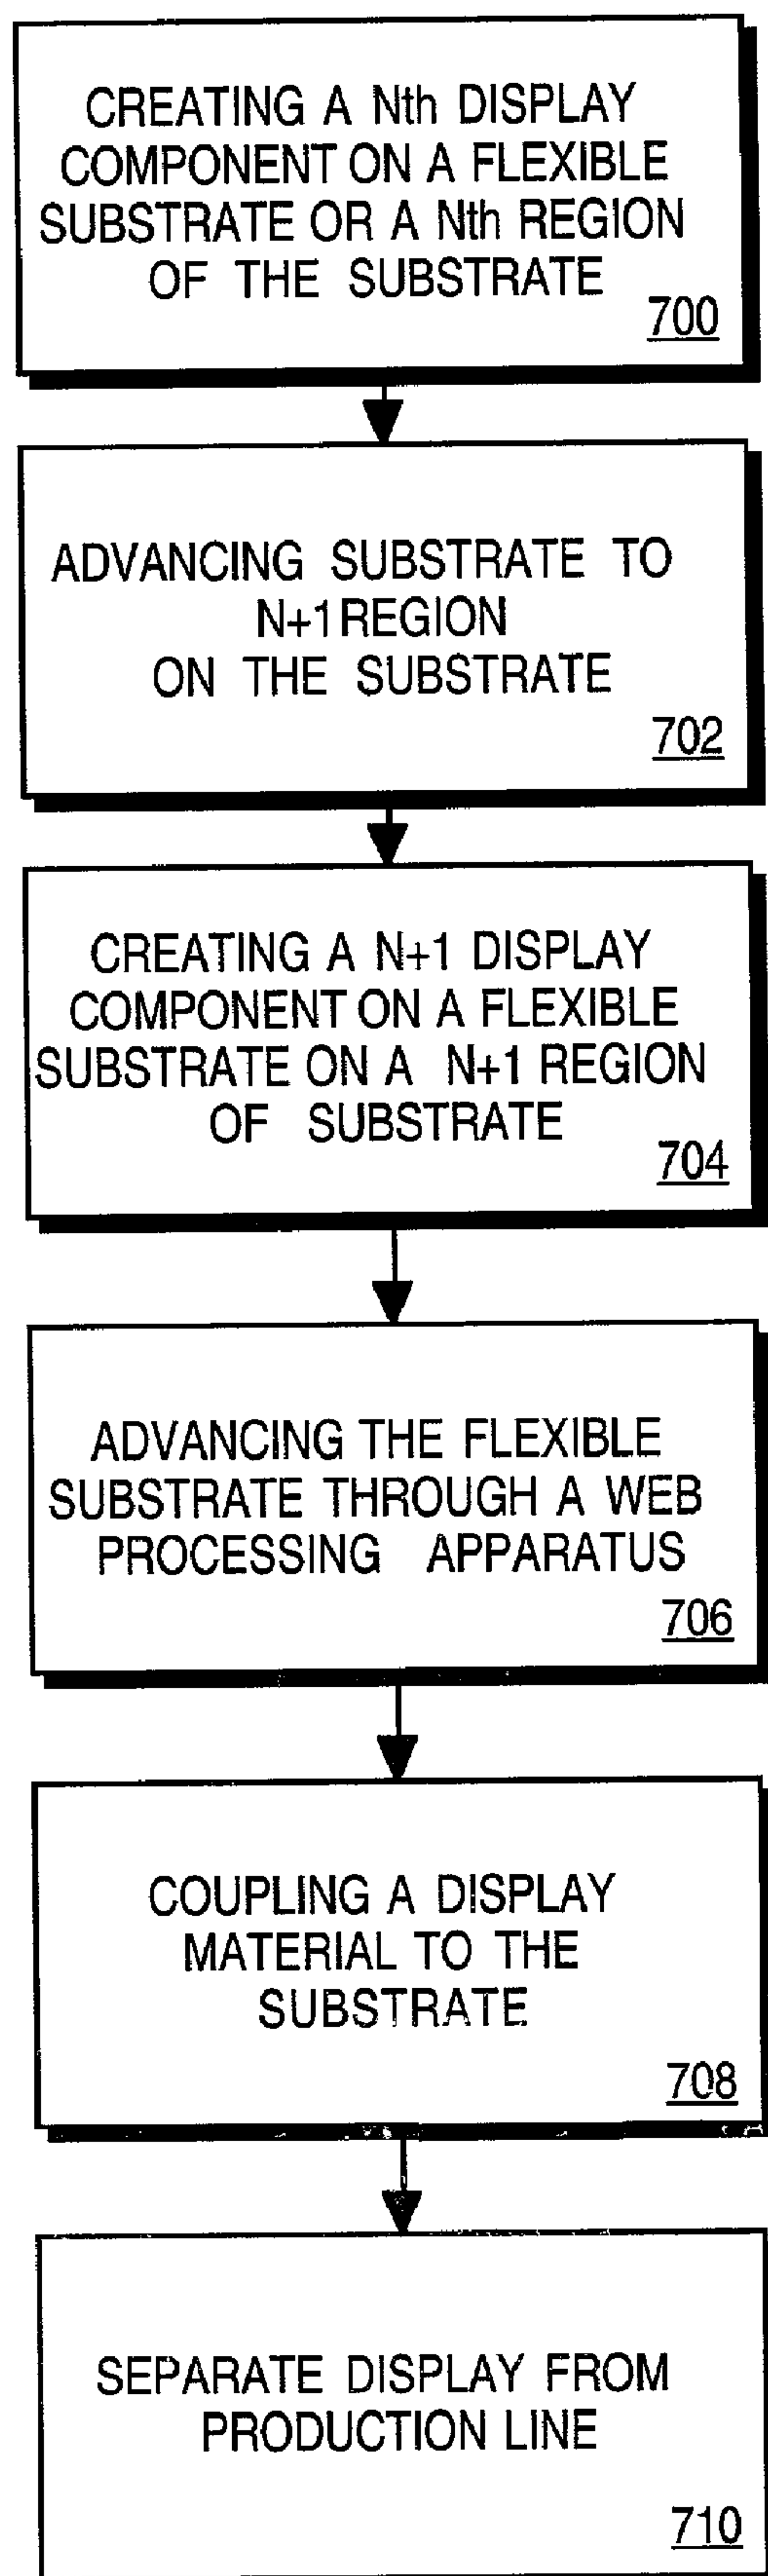 CREATING A Nth DISPLAY
COMPONENT ON A FLEXIBLE
SUBSTRATE OR A Nth REGION
OF THE SUBSTRATE
700
ADVANCING SUBSTRATE TO
N+1 REGION
ON THE SUBSTRATE
702
CREATING A N+1 DISPLAY
COMPONENT ON A FLEXIBLE
SUBSTRATE ON A N+1 REGION
OF SUBSTRATE
704
ADVANCING THE FLEXIBLE
SUBSTRATE THROUGH A WEB
PROCESSING APPARATUS
706
COUPLING A DISPLAY
MATERIAL TO THE
SUBSTRATE
708
SEPARATE DISPLAY FROM
PRODUCTION LINE
710